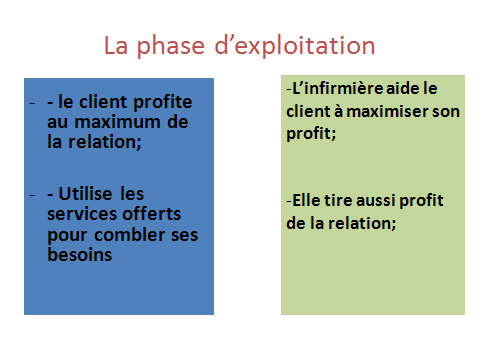 La phase d’exploitation
- - le client profite
au maximum de
la relation;
- - Utilise les
services offerts
pour combler ses
besoins
-L’infirmière aide le
client à maximiser son
profit;
-Elle tire aussi profit
de la relation;